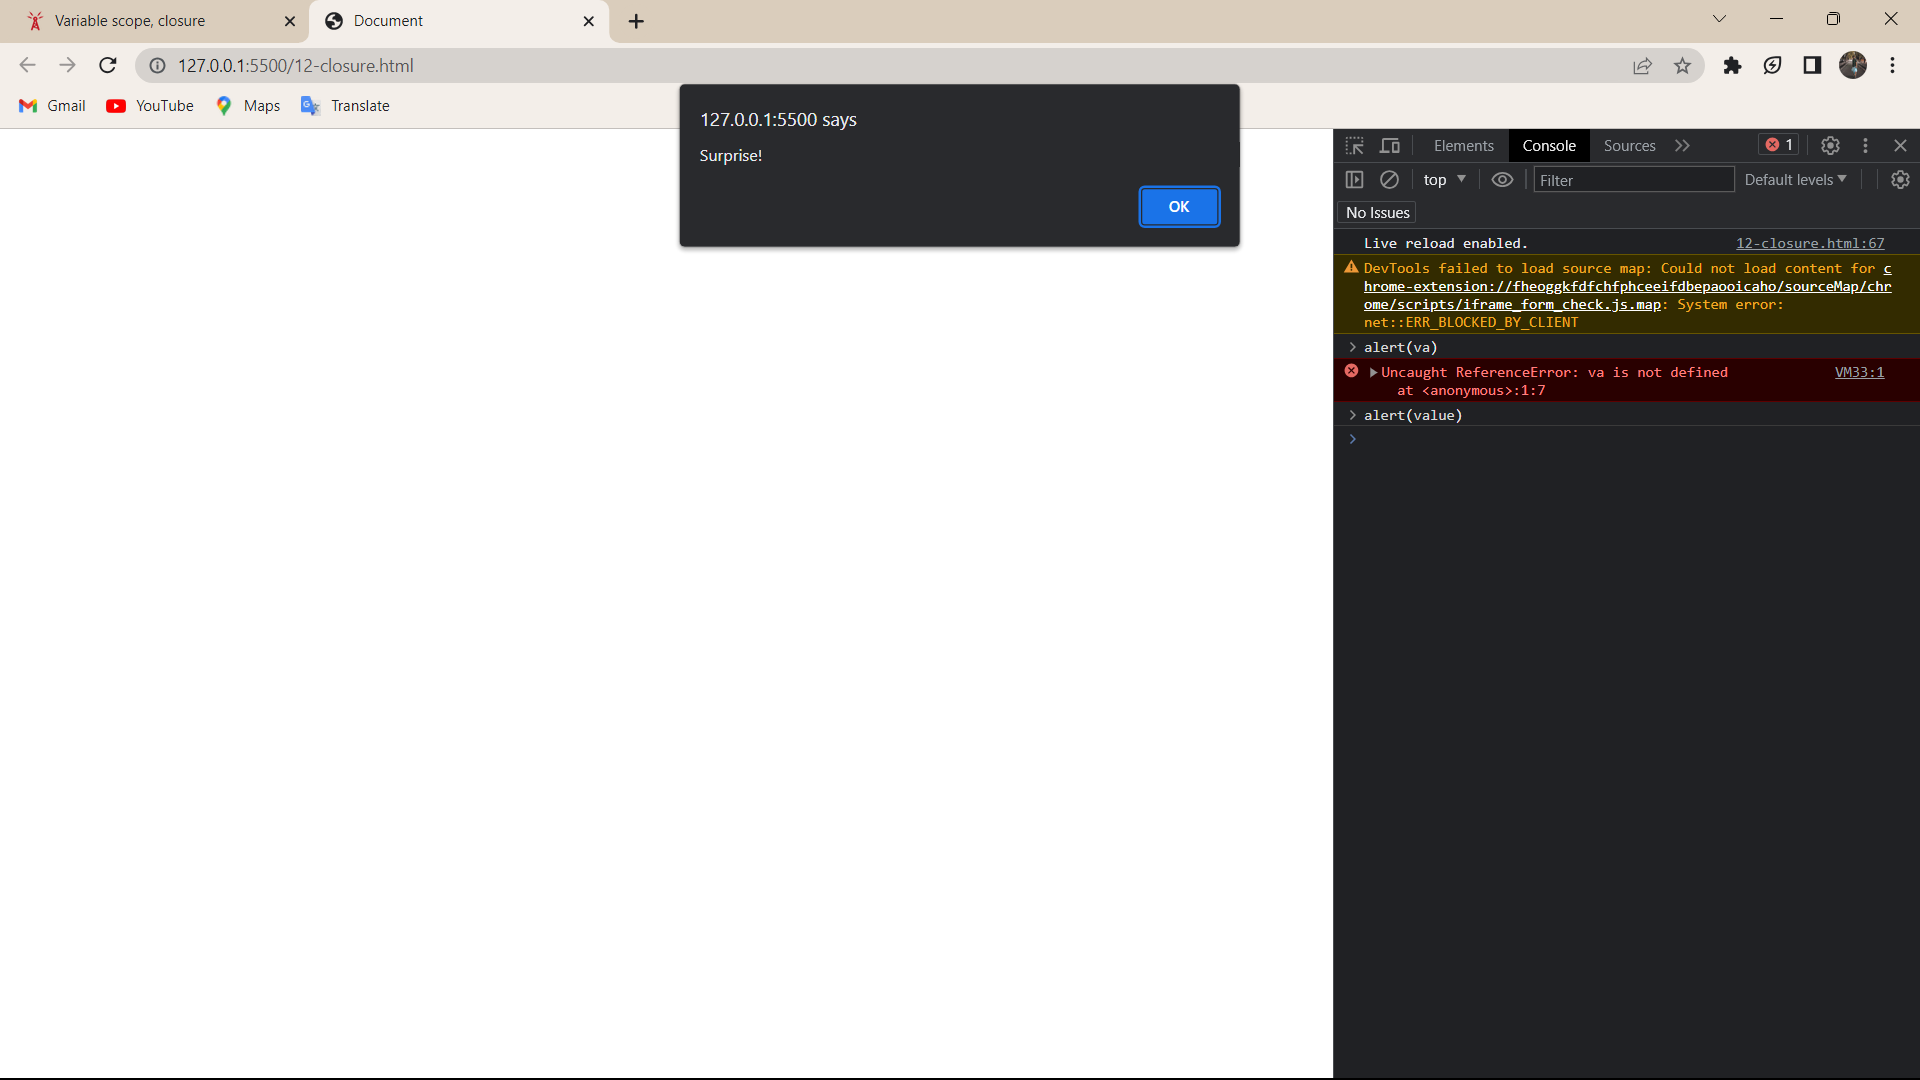 Variable scope, closure
Document
127.0.0.1:5500/12-closure.html
Gmail
YouTube
Maps
Translate
127.0.0.1:5500 says
Surprise!
OK
Elements
Console
Sources
1
top
Filter
Default levels
No Issues
Live reload enabled.
12-closure.html:67
DevTools failed to load source map: Could not load content for c
hrome-extension://fheoggkfdfchfphceeifdbepaooicaho/sourceMap/chr
ome/scripts/iframe_form_check.js.map: System error:
net::ERR_BLOCKED_BY_CLIENT
alert(va)
Uncaught ReferenceError: va is not defined
VM33:1
at <anonymous>:1:7
alert(value)